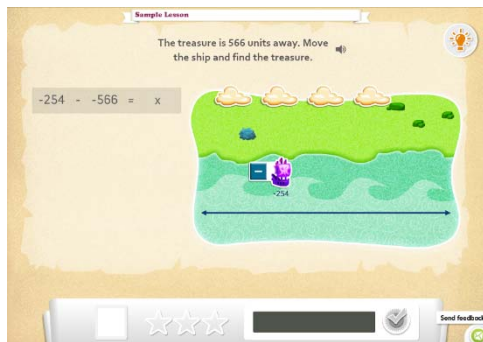 Sample Lesson
The treasure is 566 units away. Move
the ship and find the treasure.
-254 - -566 = x
-254
Send feedback